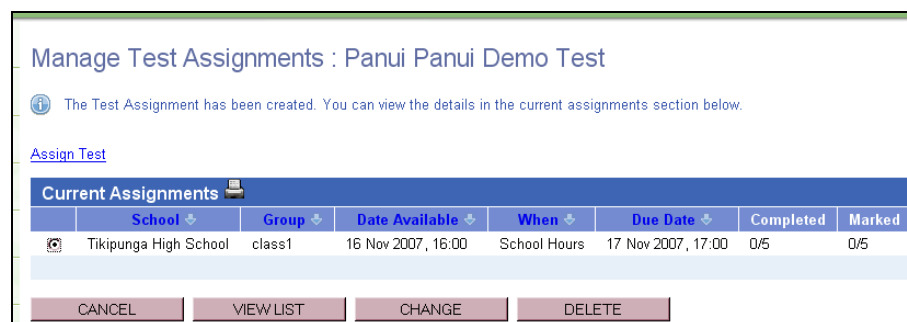 Manage Test Assignments : Panui Panui Demo Test
The Test Assignment has been created. You can view the details in the current assignments section below.
Assign Test
Current Assignments
School Group Date Available When Due Date Completed Marked
Tikipunga High School class1 16 Nov 2007, 16:00 School Hours 17 Nov 2007, 17:00 0/5 0/5
CANCEL VIEW LIST CHANGE DELETE